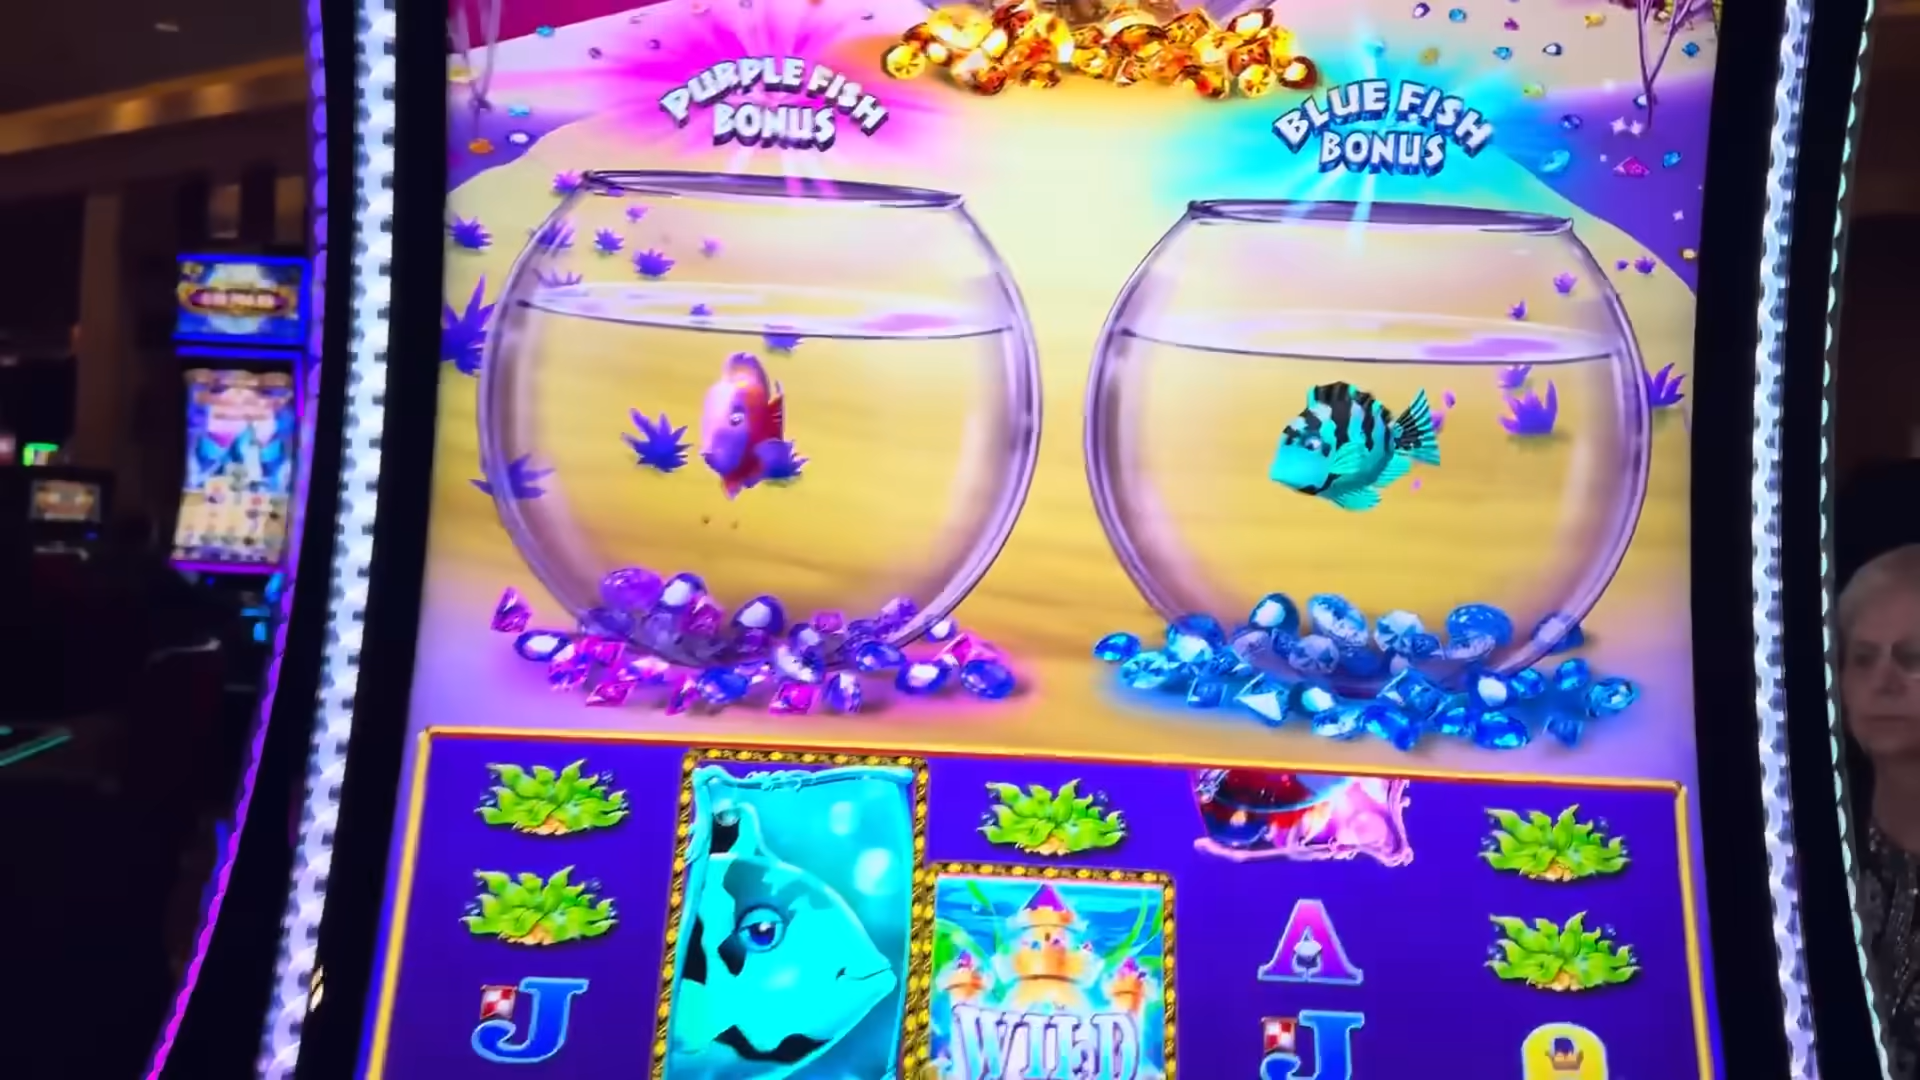 PURPLE FISH
BONUS
BLUE FISH
BONUS
A
J
J
WILD